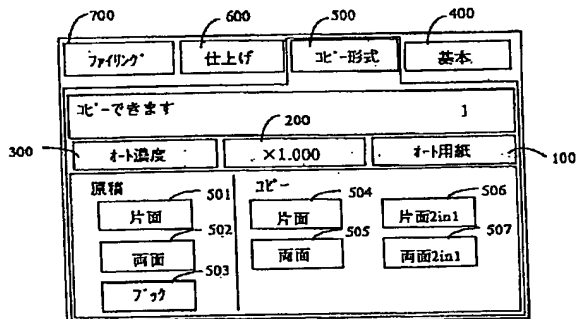 700 600 500 400
ﾌｧｲﾘﾝｸﾞ 仕上げ ｺﾋﾟｰ形式 基本
ｺﾋﾟｰできます 1
200
300 ｵｰﾄ濃度 ×1.000 ｵｰﾄ用紙 100
原稿 501 ｺﾋﾟｰ 504 506
片面 片面 片面2in1
502 505 507
両面 両面 両面2in1
503
ﾌﾞｯｸ